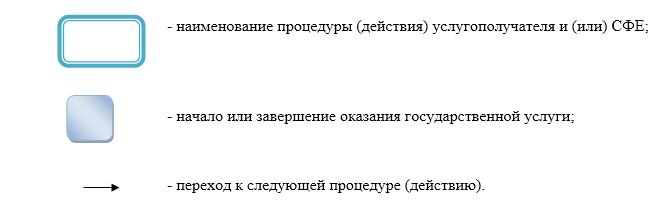 - наименование процедуры (действия) услугополучателя и (или) СФЕ;
- начало или завершение оказания государственной услуги;
- переход к следующей процедуре (действию).